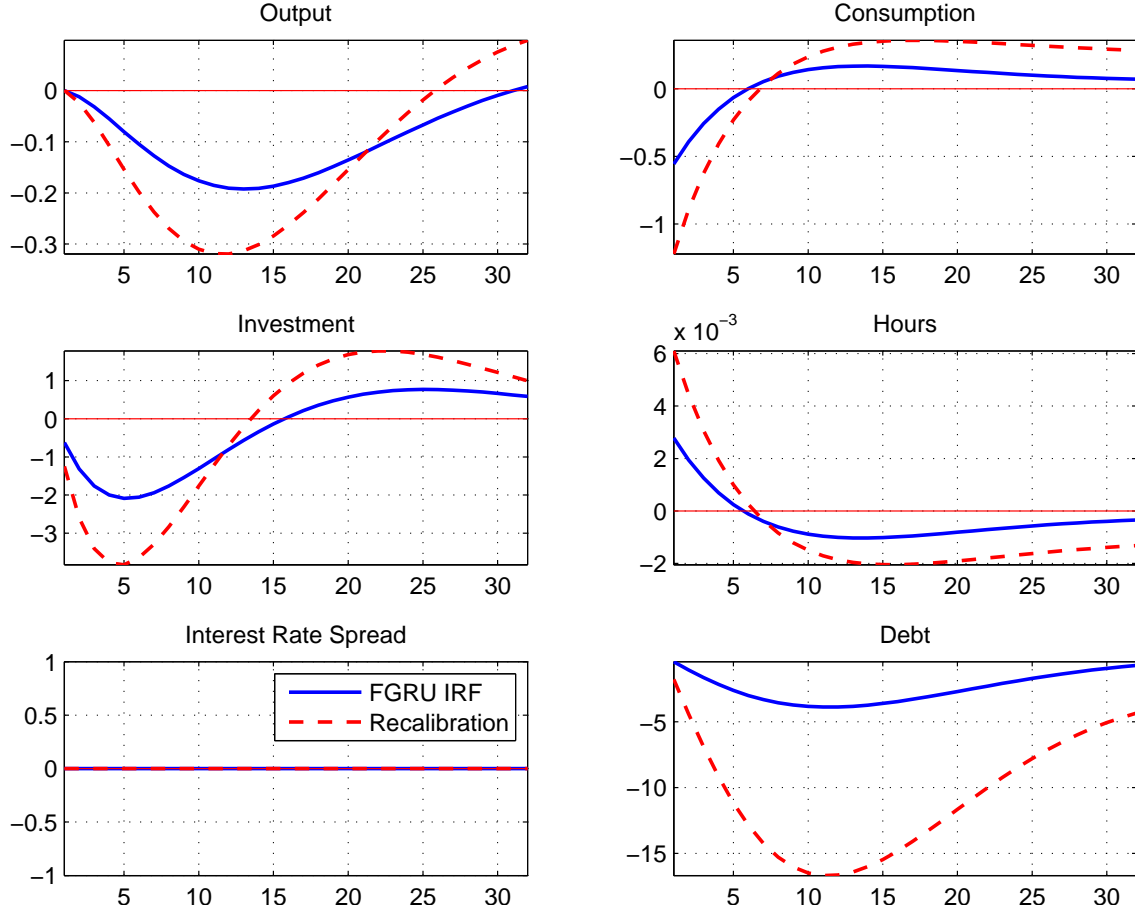 Output
0
−0.1
−0.2
−0.3
5 10 15 20 25 30
Consumption
0
−0.5
−1
5 10 15 20 25 30
Investment
1
0
−1
−2
−3
5 10 15 20 25 30
Hours
x 10−3
6
4
2
0
−2
5 10 15 20 25 30
Interest Rate Spread
1
0.5
0
−0.5
−1
5 10 15 20 25 30
FGRU IRF
Recalibration
Debt
−5
−10
−15
5 10 15 20 25 30